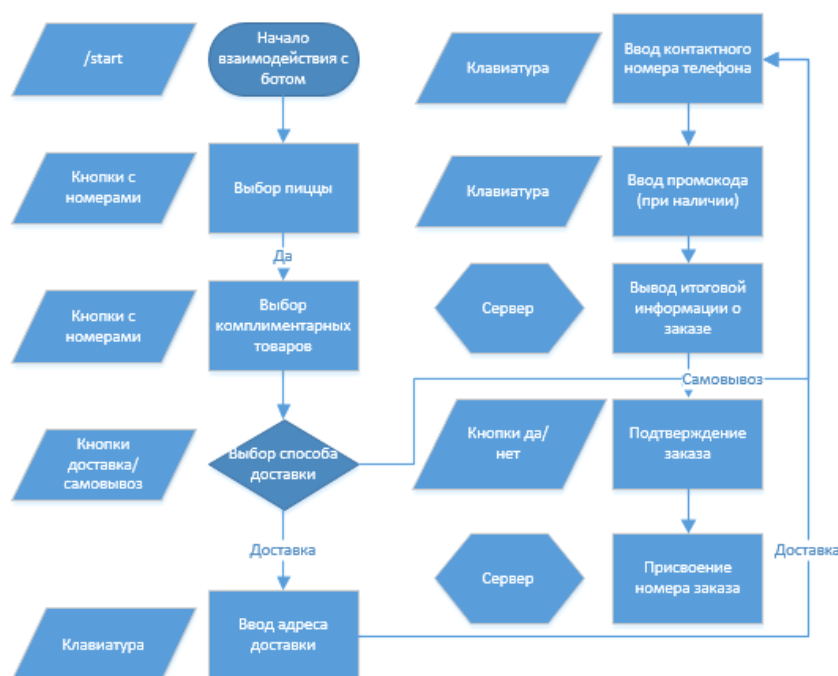 /start
Начало
взаимодействия с
ботом
Кнопки с
номерами
Выбор пиццы
Да
Кнопки с
номерами
Выбор
комплиментарных
товаров
Кнопки
доставка/
самовывоз
Выбор способа
доставки
Доставка
Клавиатура
Ввод адреса
доставки
Клавиатура
Ввод контактного
номера телефона
Клавиатура
Ввод промокода
(при наличии)
Сервер
Вывод итоговой
информации о
заказе
Самовывоз
Кнопки да/
нет
Подтверждение
заказа
Доставка
Сервер
Присвоение
номера заказа